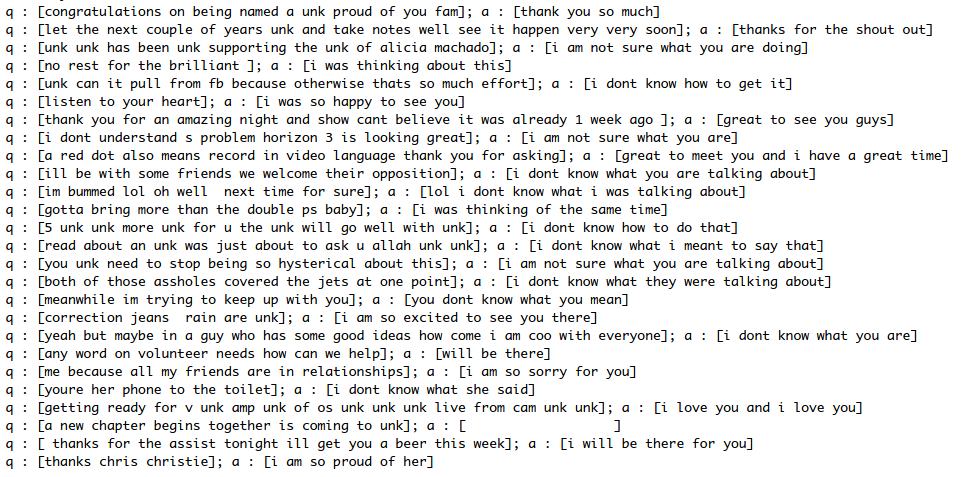 q : [congratulations on being named a unk proud of you fam]; a : [thank you so much]
q : [let the next couple of years unk and take notes well see it happen very very soon]; a : [thanks for the shout out]
q : [unk unk has been unk supporting the unk of alicia machado]; a : [i am not sure what you are doing]
q : [no rest for the brilliant ]; a : [i was thinking about this]
q : [unk can it pull from fb because otherwise thats so much effort]; a : [i dont know how to get it]
q : [listen to your heart]; a : [i was so happy to see you]
q : [thank you for an amazing night and show cant believe it was already 1 week ago ]; a : [great to see you guys]
q : [i dont understand s problem horizon 3 is looking great]; a : [i am not sure what you are]
q : [a red dot also means record in video language thank you for asking]; a : [great to meet you and i have a great time]
q : [ill be with some friends we welcome their opposition]; a : [i dont know what you are talking about]
q : [im bummed lol oh well  next time for sure]; a : [lol i dont know what i was talking about]
q : [gotta bring more than the double ps baby]; a : [i was thinking of the same time]
q : [5 unk unk more unk for u the unk will go well with unk]; a : [i dont know how to do that]
q : [read about an unk was just about to ask u allah unk unk]; a : [i dont know what i meant to say that]
q : [you unk need to stop being so hysterical about this]; a : [i am not sure what you are talking about]
q : [both of those assholes covered the jets at one point]; a : [i dont know what they were talking about]
q : [meanwhile im trying to keep up with you]; a : [you dont know what you mean]
q : [correction jeans  rain are unk]; a : [i am so excited to see you there]
q : [yeah but maybe in a guy who has some good ideas how come i am coo with everyone]; a : [i dont know what you are]
q : [any word on volunteer needs how can we help]; a : [will be there]
q : [me because all my friends are in relationships]; a : [i am so sorry for you]
q : [youre her phone to the toilet]; a : [i dont know what she said]
q : [getting ready for v unk amp unk of os unk unk unk live from cam unk unk]; a : [i love you and i love you]
q : [a new chapter begins together is coming to unk]; a : [                   ]
q : [ thanks for the assist tonight ill get you a beer this week]; a : [i will be there for you]
q : [thanks chris christie]; a : [i am so proud of her]